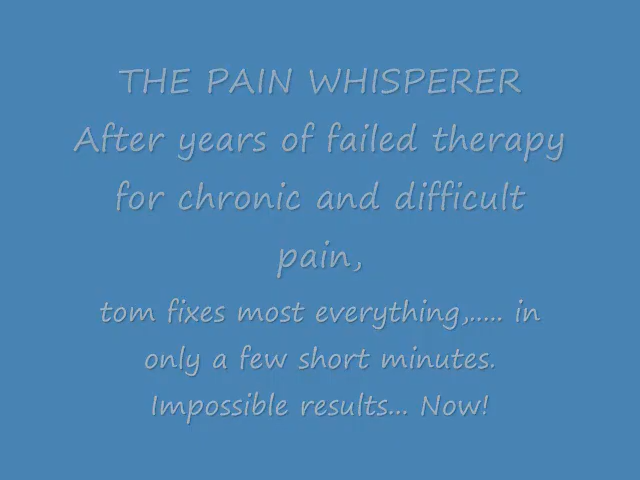 THE PAIN WHISPERER
After years of failed therapy
for chronic and difficult
pain,
tom fixes most everything,..... in
only a few short minutes.
Impossible results... Now!